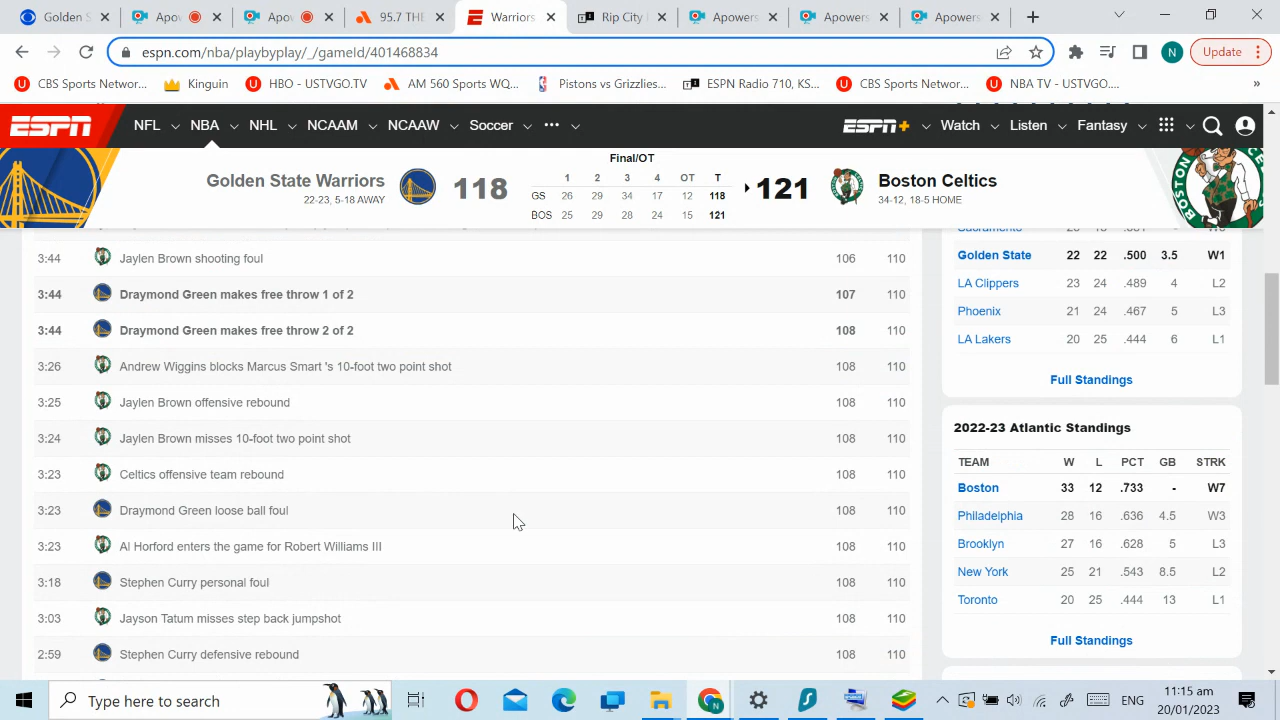 Golden S
Apov
Apov
95.7 THE
Warriors
Rip City
Apowers
Apowers
Apowers
espn.com/nba/playbyplay/_/gameId/401468834
N
Update
CBS Sports Networ...
Kinguin
HBO - USTVGO.TV
AM 560 Sports WQ...
Pistons vs Grizzlies...
ESPN Radio 710, KS...
CBS Sports Networ...
NBA TV - USTVGO....
ESPN
NFL
NBA
NHL
NCAAM
NCAAW
Soccer
ESPN+
Watch
Listen
Fantasy
Final/OT
Golden State Warriors
22-23, 5-18 AWAY
118
1 2 3 4 OT T
GS 26 29 34 17 12 118
BOS 25 29 28 24 15 121
121
Boston Celtics
34-12, 18-5 HOME
3:44 Jaylen Brown shooting foul 106 110
3:44 Draymond Green makes free throw 1 of 2 107 110
3:44 Draymond Green makes free throw 2 of 2 108 110
3:26 Andrew Wiggins blocks Marcus Smart 's 10-foot two point shot 108 110
3:25 Jaylen Brown offensive rebound 108 110
3:24 Jaylen Brown misses 10-foot two point shot 108 110
3:23 Celtics offensive team rebound 108 110
3:23 Draymond Green loose ball foul 108 110
3:23 Al Horford enters the game for Robert Williams III 108 110
3:18 Stephen Curry personal foul 108 110
3:03 Jayson Tatum misses step back jumpshot 108 110
2:59 Stephen Curry defensive rebound 108 110
Sacramento
Golden State 22 22 .500 3.5 W1
LA Clippers 23 24 .489 4 L2
Phoenix 21 24 .467 5 L3
LA Lakers 20 25 .444 6 L1
Full Standings
2022-23 Atlantic Standings
TEAM W L PCT GB STRK
Boston 33 12 .733 - W7
Philadelphia 28 16 .636 4.5 W3
Brooklyn 27 16 .628 5 L3
New York 25 21 .543 8.5 L2
Toronto 20 25 .444 13 L1
Full Standings
Type here to search
ENG
11:15 am
20/01/2023